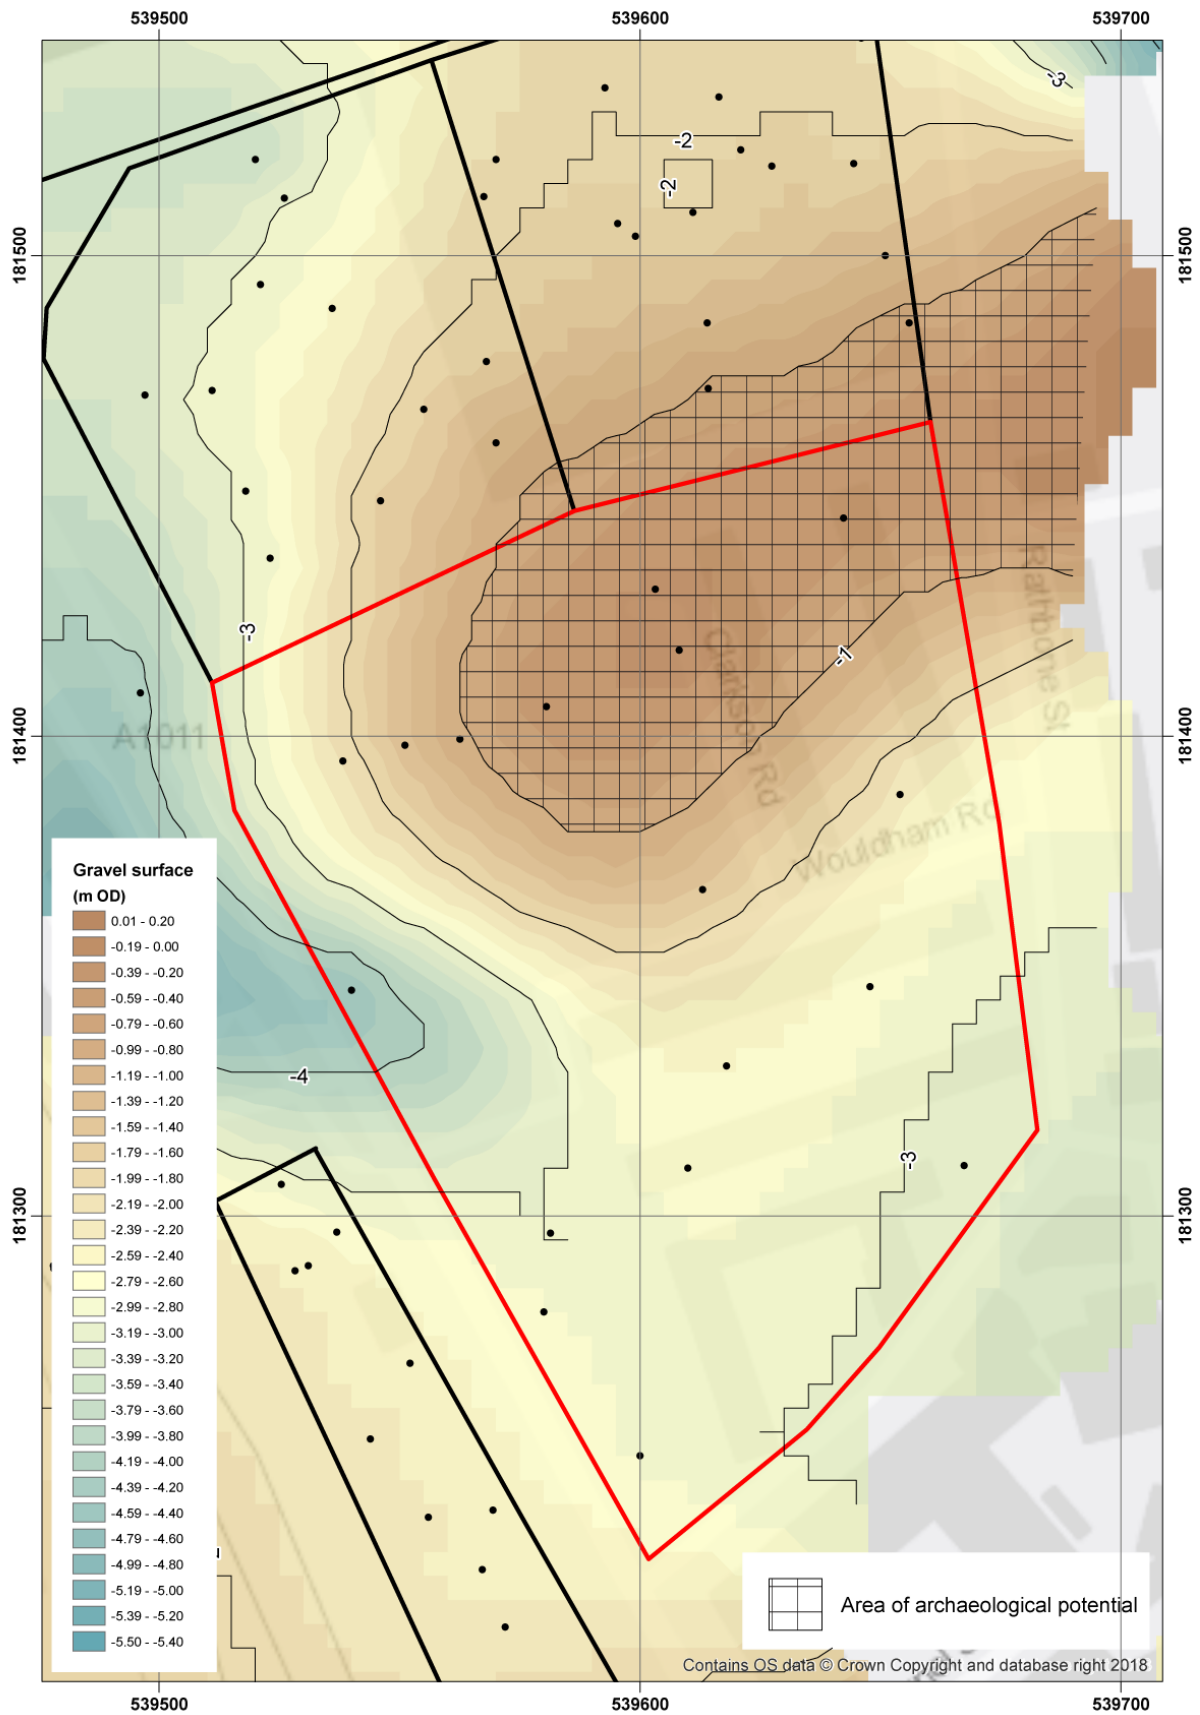 539500
539600
539700
-3
-2
-2
181500
181500
Rathbone St
-3
Clarkson Rd
-1
181400
A1011
181400
Wouldham Rd
Gravel surface
(m OD)
0.01 - 0.20
-0.19 - 0.00
-0.39 - -0.20
-0.59 - -0.40
-0.79 - -0.60
-0.99 - -0.80
-1.19 - -1.00
-1.39 - -1.20
-1.59 - -1.40
-1.79 - -1.60
-1.99 - -1.80
-2.19 - -2.00
-2.39 - -2.20
-2.59 - -2.40
-2.79 - -2.60
-2.99 - -2.80
-3.19 - -3.00
-3.39 - -3.20
-3.59 - -3.40
-3.79 - -3.60
-3.99 - -3.80
-4.19 - -4.00
-4.39 - -4.20
-4.59 - -4.40
-4.79 - -4.60
-4.99 - -4.80
-5.19 - -5.00
-5.39 - -5.20
-5.50 - -5.40
-4
-3
181300
181300
Area of archaeological potential
Contains OS data © Crown Copyright and database right 2018
539500
539600
539700